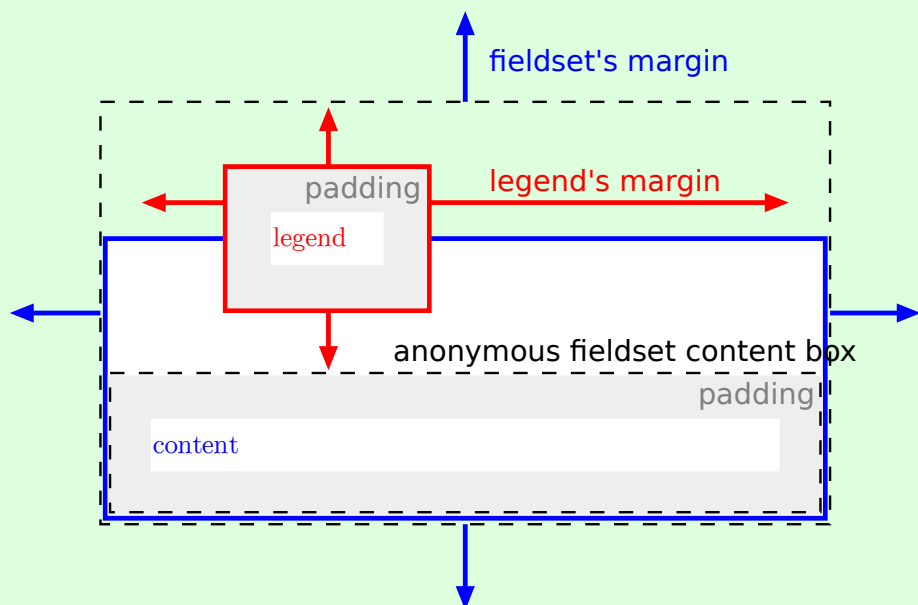 fieldset's margin
legend's margin
padding
legend
anonymous fieldset content box
padding
content